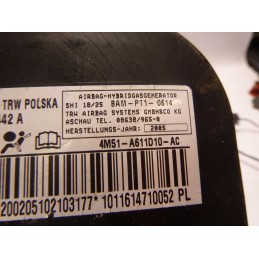 AIRBAG-HYBRIDGASGENERATOR
SHI 18/25 BAM-PT1-0614
TRW AIRBAG SYSTEMS GMBH&CO KG
ASCHAU TEL. 08638/965-0
HERSTELLUNGS-JAHR: 2005
TRW POLSKA
42 A
4M51-A611D10-AC
200205102103177*1011614710052 PL